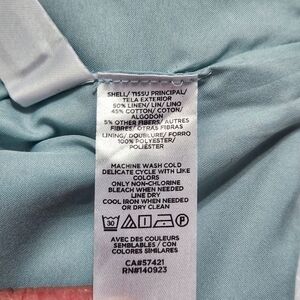 SHELL/ TISSU PRINCIPAL/
TELA EXTERIOR
50% LINEN/ LIN/ LINO
45% COTTON/ COTON/
ALGODON
5% OTHER FIBERS/ AUTRES
FIBRES/ OTRAS FIBRAS
LINING/ DOUBLURE/ FORRO
100% POLYESTER/
POLIESTER
MACHINE WASH COLD
DELICATE CYCLE WITH LIKE
COLORS
ONLY NON-CHLORINE
BLEACH WHEN NEEDED
LINE DRY
COOL IRON WHEN NEEDED
OR DRY CLEAN
30 P
AVEC DES COULEURS
SEMBLABLES / CON
COLORES SIMILARES
CA#57421
RN#140923